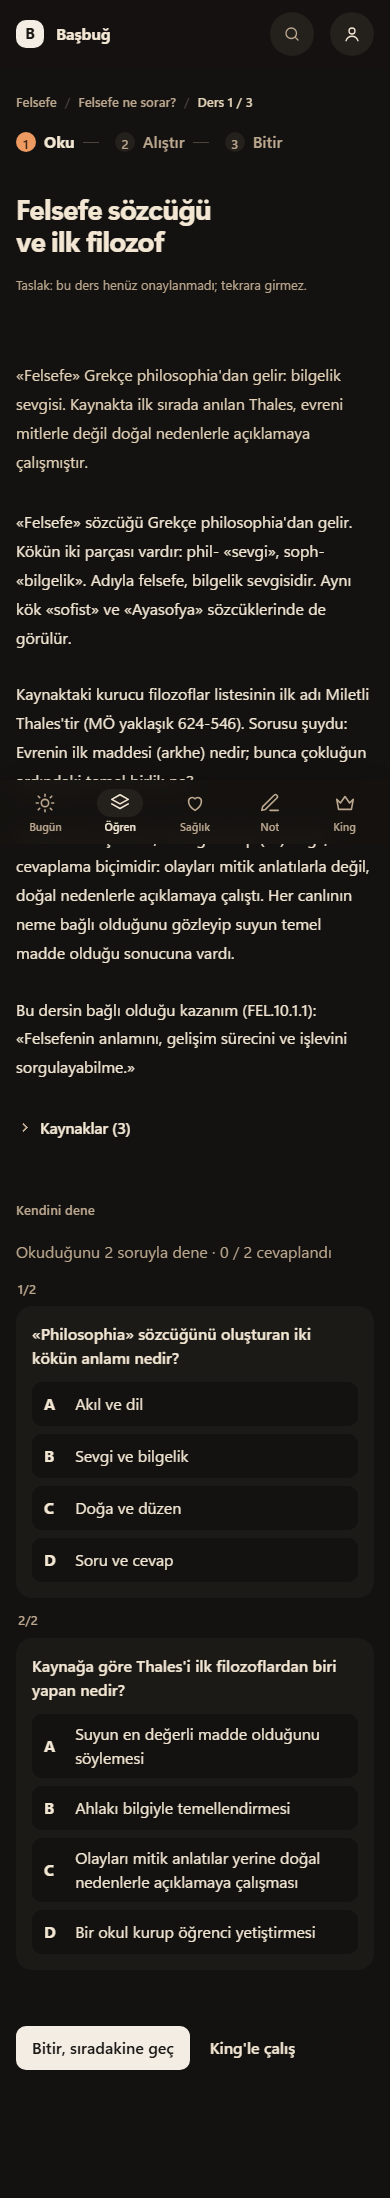 B Başbuğ
Felsefe / Felsefe ne sorar? / Ders 1 / 3
1 Oku — 2 Alıştır — 3 Bitir
Felsefe sözcüğü
ve ilk filozof
Taslak: bu ders henüz onaylanmadı; tekrara girmez.
«Felsefe» Grekçe philosophia'dan gelir: bilgelik
sevgisi. Kaynakta ilk sırada anılan Thales, evreni
mitlerle değil doğal nedenlerle açıklamaya
çalışmıştır.
«Felsefe» sözcüğü Grekçe philosophia'dan gelir.
Kökün iki parçası vardır: phil- «sevgi», soph-
«bilgelik». Adıyla felsefe, bilgelik sevgisidir. Aynı
kök «sofist» ve «Ayasofya» sözcüklerinde de
görülür.
Kaynaktaki kurucu filozoflar listesinin ilk adı Miletli
Thales'tir (MÖ yaklaşık 624-546). Sorusu şuydu:
Evrenin ilk maddesi (arkhe) nedir; bunca çokluğun
Bugün Öğren Sağlık Not King
cevaplama biçimidir: olayları mitik anlatılarla değil,
doğal nedenlerle açıklamaya çalıştı. Her canlının
neme bağlı olduğunu gözleyip suyun temel
madde olduğu sonucuna vardı.
Bu dersin bağlı olduğu kazanım (FEL.10.1.1):
«Felsefenin anlamını, gelişim sürecini ve işlevini
sorgulayabilme.»
Kaynaklar (3)
Kendini dene
Okuduğunu 2 soruyla dene · 0 / 2 cevaplandı
1/2
«Philosophia» sözcüğünü oluşturan iki
kökün anlamı nedir?
A Akıl ve dil
B Sevgi ve bilgelik
C Doğa ve düzen
D Soru ve cevap
2/2
Kaynağa göre Thales'i ilk filozoflardan biri
yapan nedir?
A Suyun en değerli madde olduğunu
söylemesi
B Ahlakı bilgiyle temellendirmesi
C Olayları mitik anlatılar yerine doğal
nedenlerle açıklamaya çalışması
D Bir okul kurup öğrenci yetiştirmesi
Bitir, sıradakine geç King'le çalış